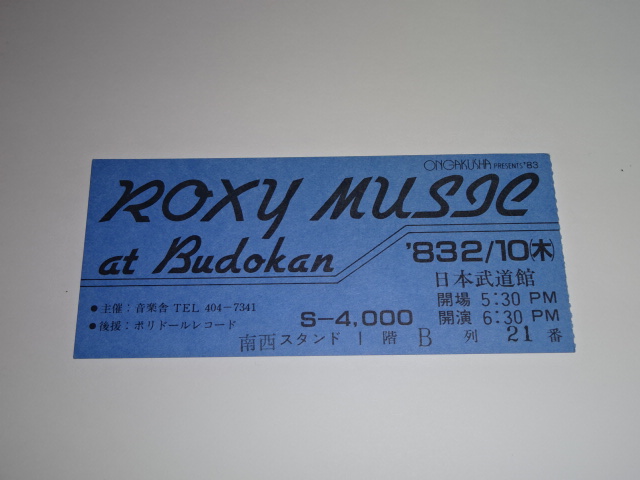 ONGAKUSHA PRESENTS '83
ROXY MUSIC
at Budokan
'83 2/10(木)
日本武道館
●主催：音楽舎 TEL 404-7341
●後援：ポリドールレコード
S-4,000
開場 5:30 PM
開演 6:30 PM
南西スタンド 1階 B 列 21 番